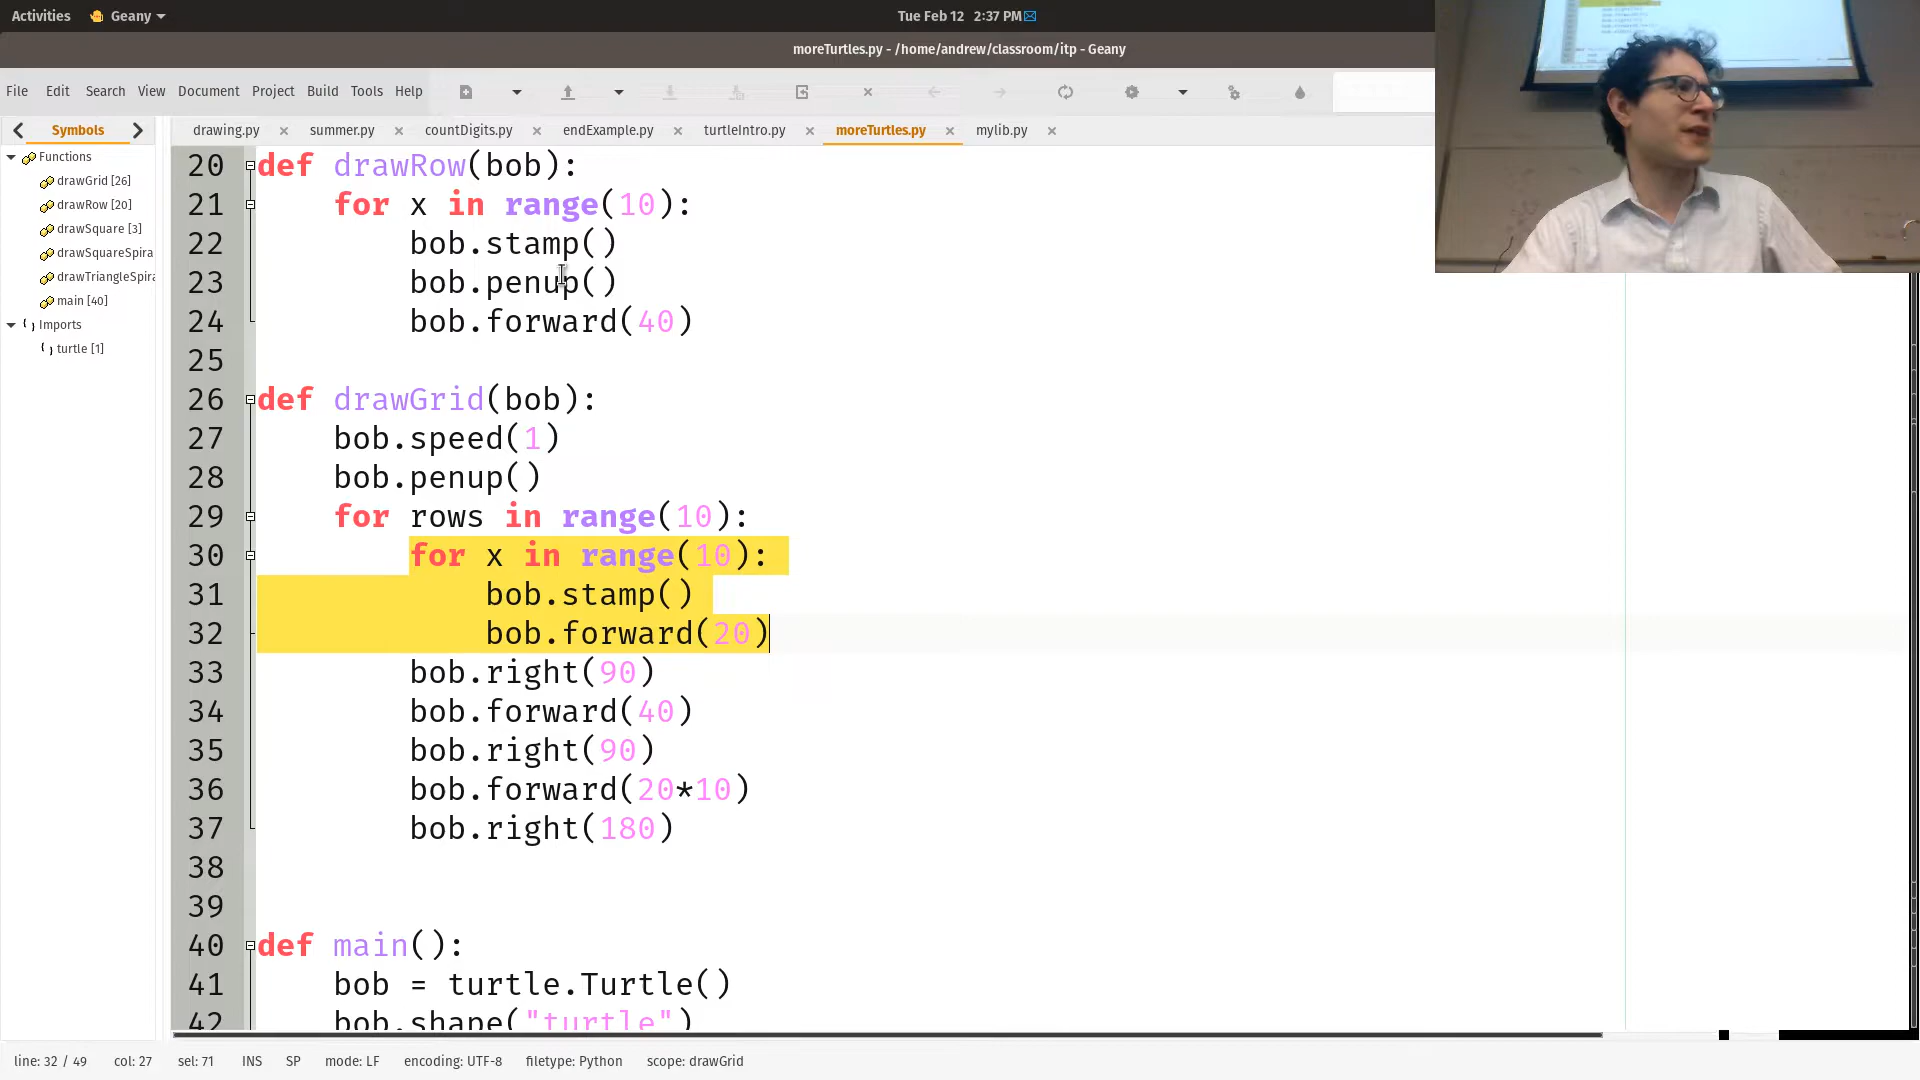 Activities Geany Tue Feb 12 2:37 PM
moreTurtles.py - /home/andrew/classroom/itp - Geany
File Edit Search View Document Project Build Tools Help
Symbols drawing.py summer.py countDigits.py endExample.py turtleIntro.py moreTurtles.py mylib.py
Functions
drawGrid [26]
drawRow [20]
drawSquare [3]
drawSquareSpira
drawTriangleSpira
main [40]
Imports
turtle [1]
20 def drawRow(bob):
21 for x in range(10):
22 bob.stamp()
23 bob.penup()
24 bob.forward(40)
25
26 def drawGrid(bob):
27 bob.speed(1)
28 bob.penup()
29 for rows in range(10):
30 for x in range(10):
31 bob.stamp()
32 bob.forward(20)
33 bob.right(90)
34 bob.forward(40)
35 bob.right(90)
36 bob.forward(20*10)
37 bob.right(180)
38
39
40 def main():
41 bob = turtle.Turtle()
42 bob.shape("turtle")
line: 32 / 49 col: 27 sel: 71 INS SP mode: LF encoding: UTF-8 filetype: Python scope: drawGrid